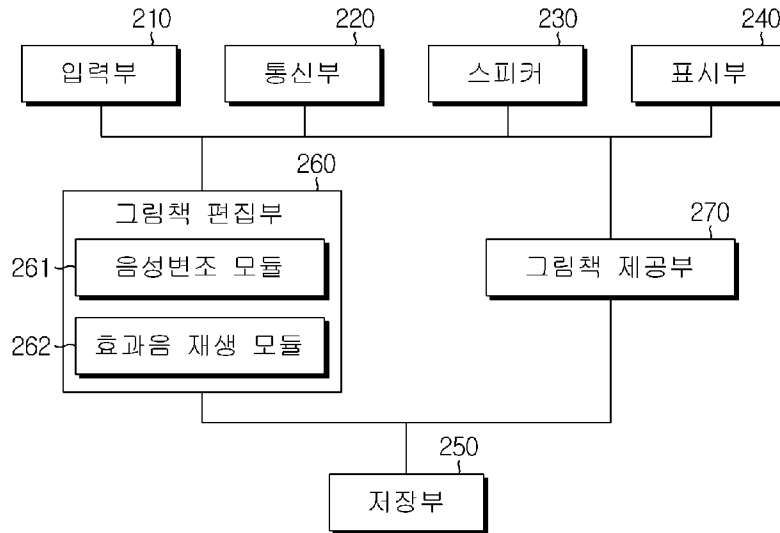 210
220
230
240
입력부
통신부
스피커
표시부
260
그림책 편집부
270
261
음성변조 모듈
그림책 제공부
262
효과음 재생 모듈
250
저장부